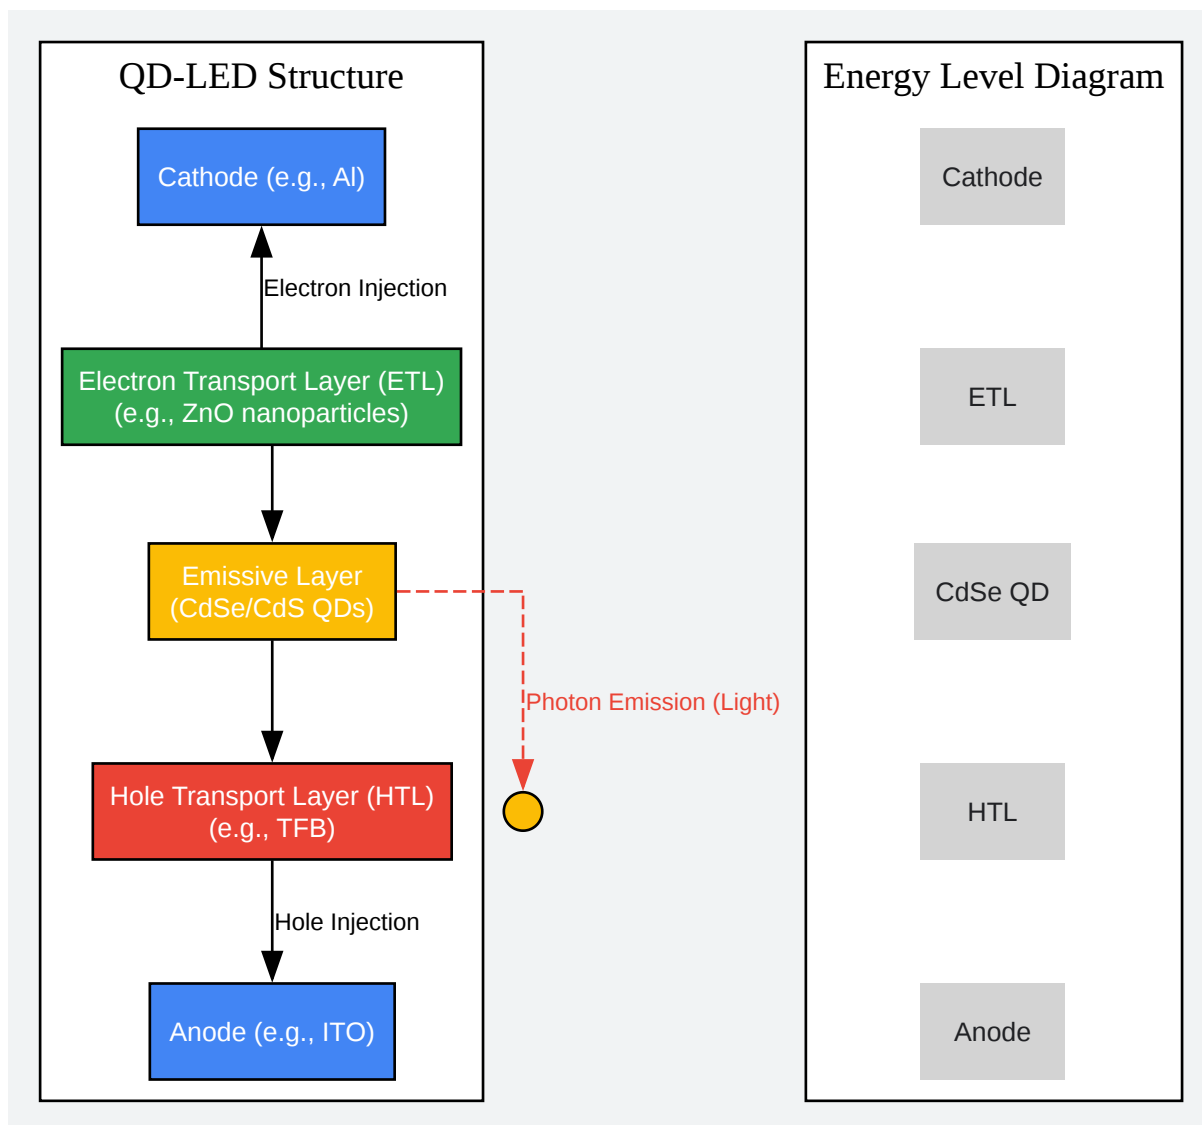 QD-LED Structure
Cathode (e.g., Al)
Electron Injection
Electron Transport Layer (ETL)
(e.g., ZnO nanoparticles)
Emissive Layer
(CdSe/CdS QDs)
Photon Emission (Light)
Hole Transport Layer (HTL)
(e.g., TFB)
Hole Injection
Anode (e.g., ITO)
Energy Level Diagram
Cathode
ETL
CdSe QD
HTL
Anode